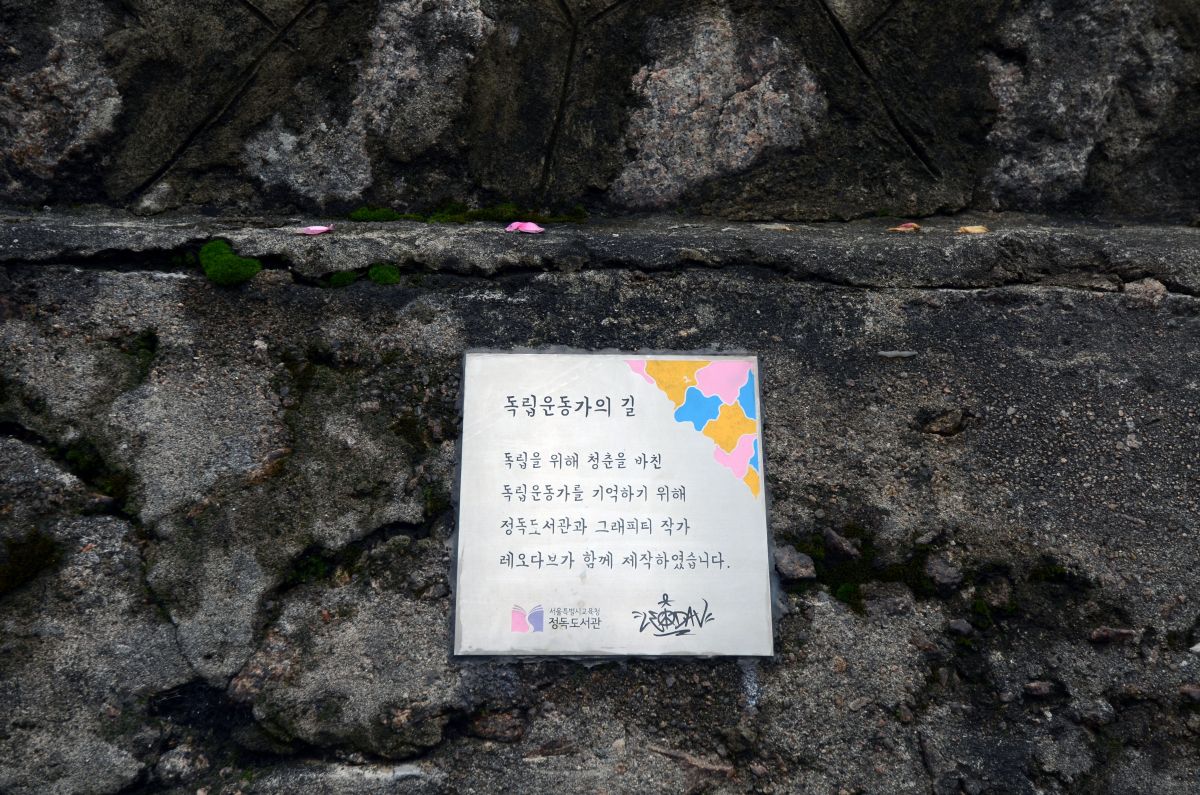 독립운동가의 길
독립을 위해 청춘을 바친
독립운동가를 기억하기 위해
정독도서관과 그래피티 작가
레오다브가 함께 제작하였습니다.
서울특별시교육청
정독도서관
LEODAV